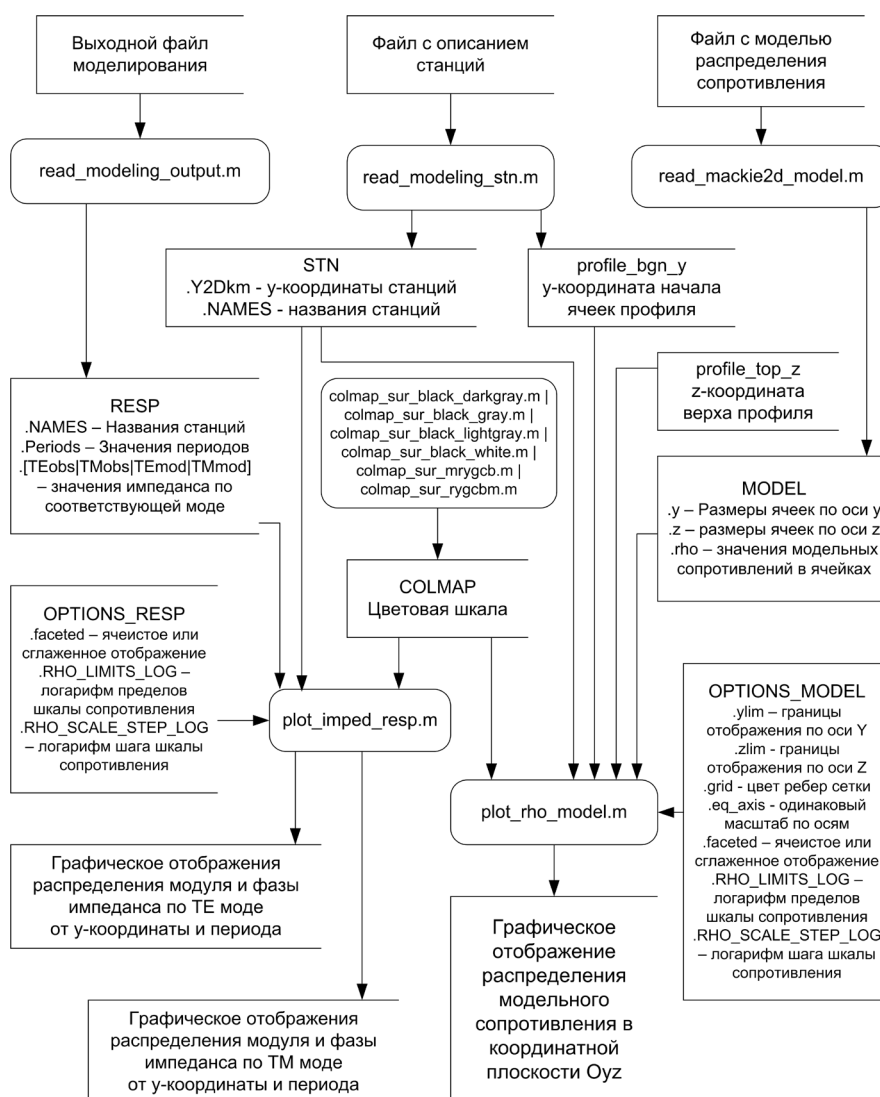 Выходной файл
моделирования
Файл с описанием
станций
Файл с моделью
распределения
сопротивления
read_modeling_output.m
read_modeling_stn.m
read_mackie2d_model.m
STN
.Y2Dkm - у-координаты станций
.NAMES - названия станций
profile_bgn_y
у-координата начала
ячеек профиля
profile_top_z
z-координата
верха профиля
RESP
.NAMES – Названия станций
.Periods – Значения периодов
.[TEobs|TMobs|TEmod|TMmod]
– значения импеданса по
соответствующей моде
colmap_sur_black_darkgray.m |
colmap_sur_black_gray.m |
colmap_sur_black_lightgray.m |
colmap_sur_black_white.m |
colmap_sur_mrygcb.m |
colmap_sur_rygcbm.m
MODEL
.y – Размеры ячеек по оси y
.z – размеры ячеек по оси z
.rho – значения модельных
сопротивлений в ячейках
COLMAP
Цветовая шкала
OPTIONS_RESP
.faceted – ячеистое или
сглаженное отображение
.RHO_LIMITS_LOG –
логарифм пределов
шкалы сопротивления
.RHO_SCALE_STEP_LOG
– логарифм шага шкалы
сопротивления
plot_imped_resp.m
OPTIONS_MODEL
.ylim – границы
отображения по оси Y
.zlim - границы
отображения по оси Z
.grid - цвет ребер сетки
.eq_axis - одинаковый
масштаб по осям
.faceted – ячеистое или
сглаженное отображение
.RHO_LIMITS_LOG –
логарифм пределов
шкалы сопротивления
.RHO_SCALE_STEP_LOG
– логарифм шага шкалы
сопротивления
plot_rho_model.m
Графическое отображения
распределения модуля и фазы
импеданса по TE моде
от у-координаты и периода
Графическое
отображение
распределения
модельного
сопротивления в
координатной
плоскости Oyz
Графическое отображения
распределения модуля и фазы
импеданса по TM моде
от у-координаты и периода